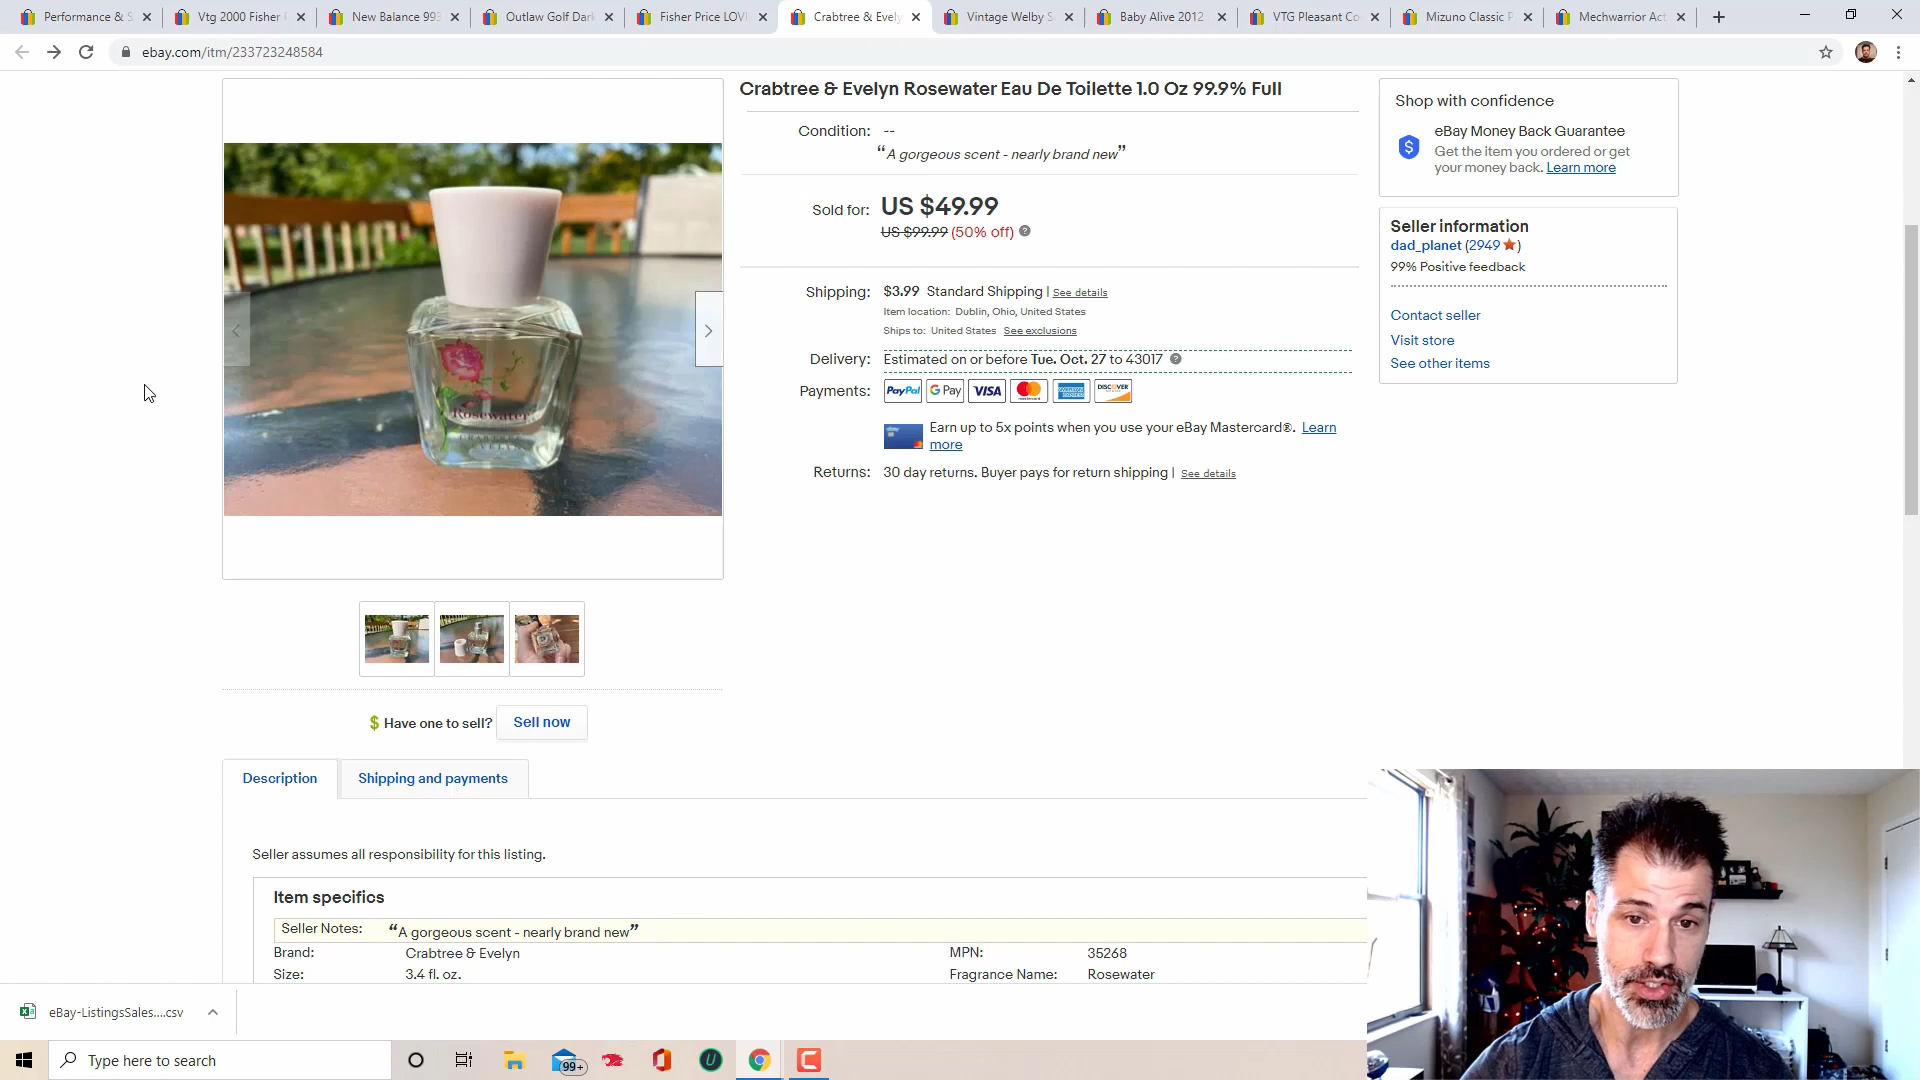 Performance & S
Vtg 2000 Fisher P
New Balance 993
Outlaw Golf Dark
Fisher Price LOVI
Crabtree & Evely
Vintage Welby S
Baby Alive 2012
VTG Pleasant Co
Mizuno Classic P
Mechwarrior Act
ebay.com/itm/233723248584
Crabtree & Evelyn Rosewater Eau De Toilette 1.0 Oz 99.9% Full
Condition: --
“A gorgeous scent - nearly brand new”
Sold for: US $49.99
US $99.99 (50% off)
Shipping: $3.99 Standard Shipping | See details
Item location: Dublin, Ohio, United States
Ships to: United States See exclusions
Delivery: Estimated on or before Tue. Oct. 27 to 43017
Payments: PayPal G Pay VISA mastercard AMERICAN EXPRESS DISCOVER
Earn up to 5x points when you use your eBay Mastercard®. Learn
more
Returns: 30 day returns. Buyer pays for return shipping | See details
Shop with confidence
eBay Money Back Guarantee
Get the item you ordered or get
your money back. Learn more
Seller information
dad_planet (2949)
99% Positive feedback
Contact seller
Visit store
See other items
Rosewater
CRABTREE
EVELYN
$ Have one to sell? Sell now
Description
Shipping and payments
Seller assumes all responsibility for this listing.
Item specifics
Seller Notes: “A gorgeous scent - nearly brand new”
Brand: Crabtree & Evelyn
MPN: 35268
Size: 3.4 fl. oz.
Fragrance Name: Rosewater
eBay-ListingsSales....csv
Type here to search
99+